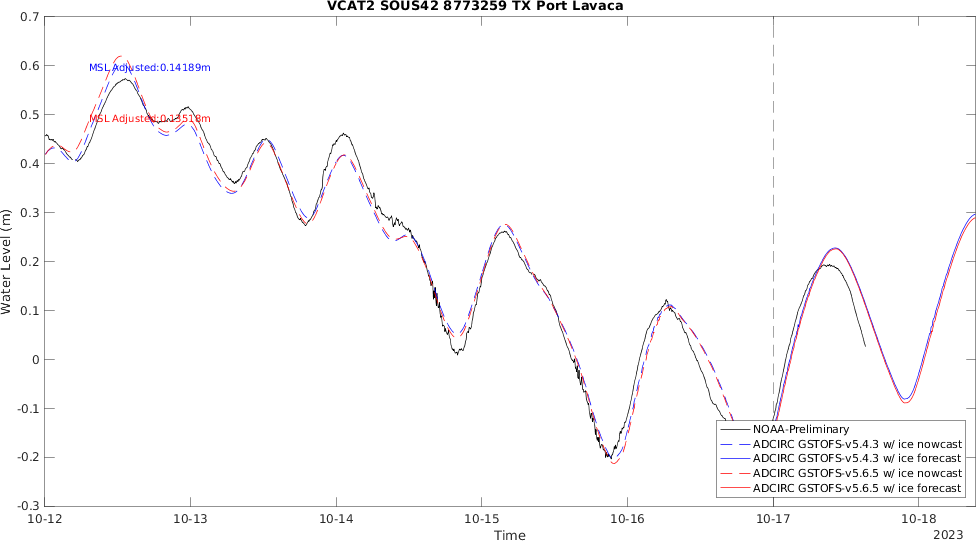 VCAT2 SOUS42 8773259 TX Port Lavaca
0.7
0.6
0.5
0.4
0.3
0.2
0.1
0
-0.1
-0.2
-0.3
Water Level (m)
MSL Adjusted:0.14189m
MSL Adjusted:0.13518m
NOAA-Preliminary
ADCIRC GSTOFS-v5.4.3 w/ ice nowcast
ADCIRC GSTOFS-v5.4.3 w/ ice forecast
ADCIRC GSTOFS-v5.6.5 w/ ice nowcast
ADCIRC GSTOFS-v5.6.5 w/ ice forecast
10-12 10-13 10-14 10-15 10-16 10-17 10-18
Time
2023